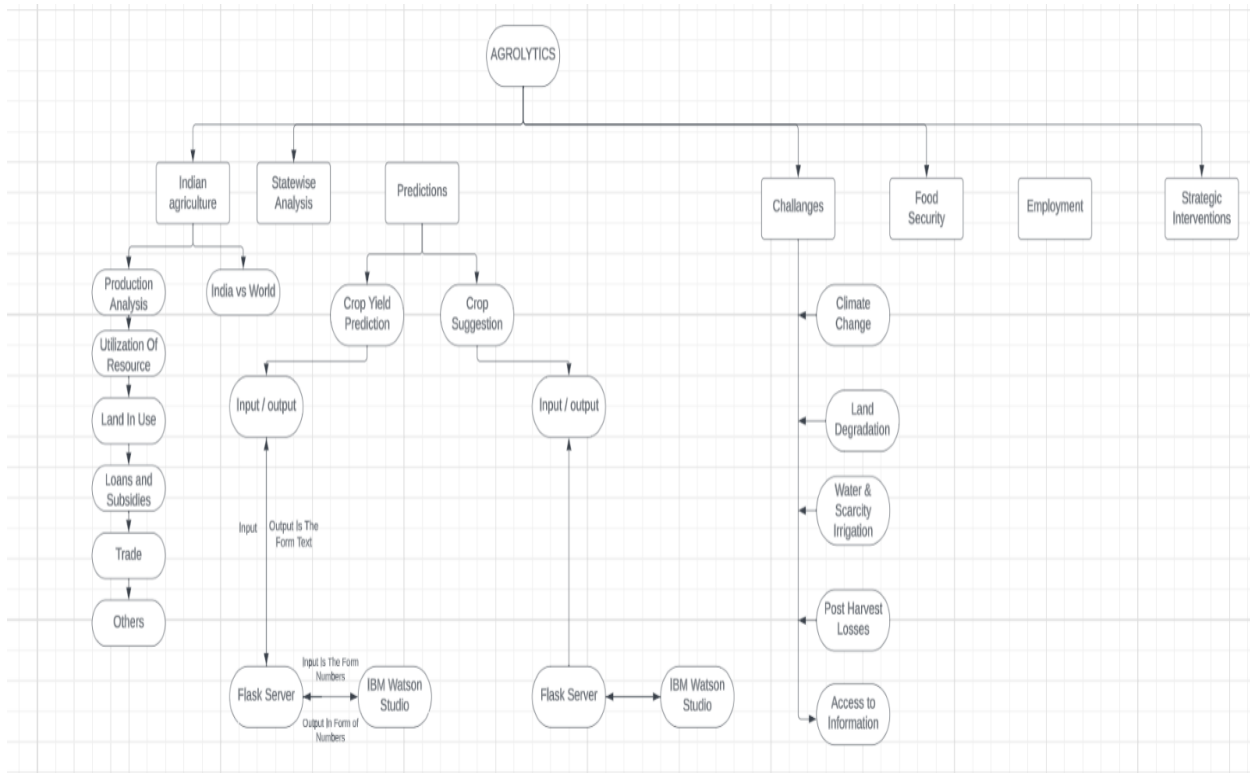 AGROLYTICS
Indian
agriculture
Statewise
Analysis
Predictions
Challanges
Food
Security
Employment
Strategic
Interventions
Production
Analysis
India vs World
Crop Yield
Prediction
Crop
Suggestion
Climate
Change
Utilization Of
Resource
Input / output
Input / output
Land In Use
Land
Degradation
Loans and
Subsidies
Water &
Scarcity
Irrigation
Input
Output Is The
Form Text
Trade
Others
Post Harvest
Losses
Flask Server
Input Is The Form
Numbers
Output In Form of
Numbers
IBM Watson
Studio
Flask Server
IBM Watson
Studio
Access to
Information